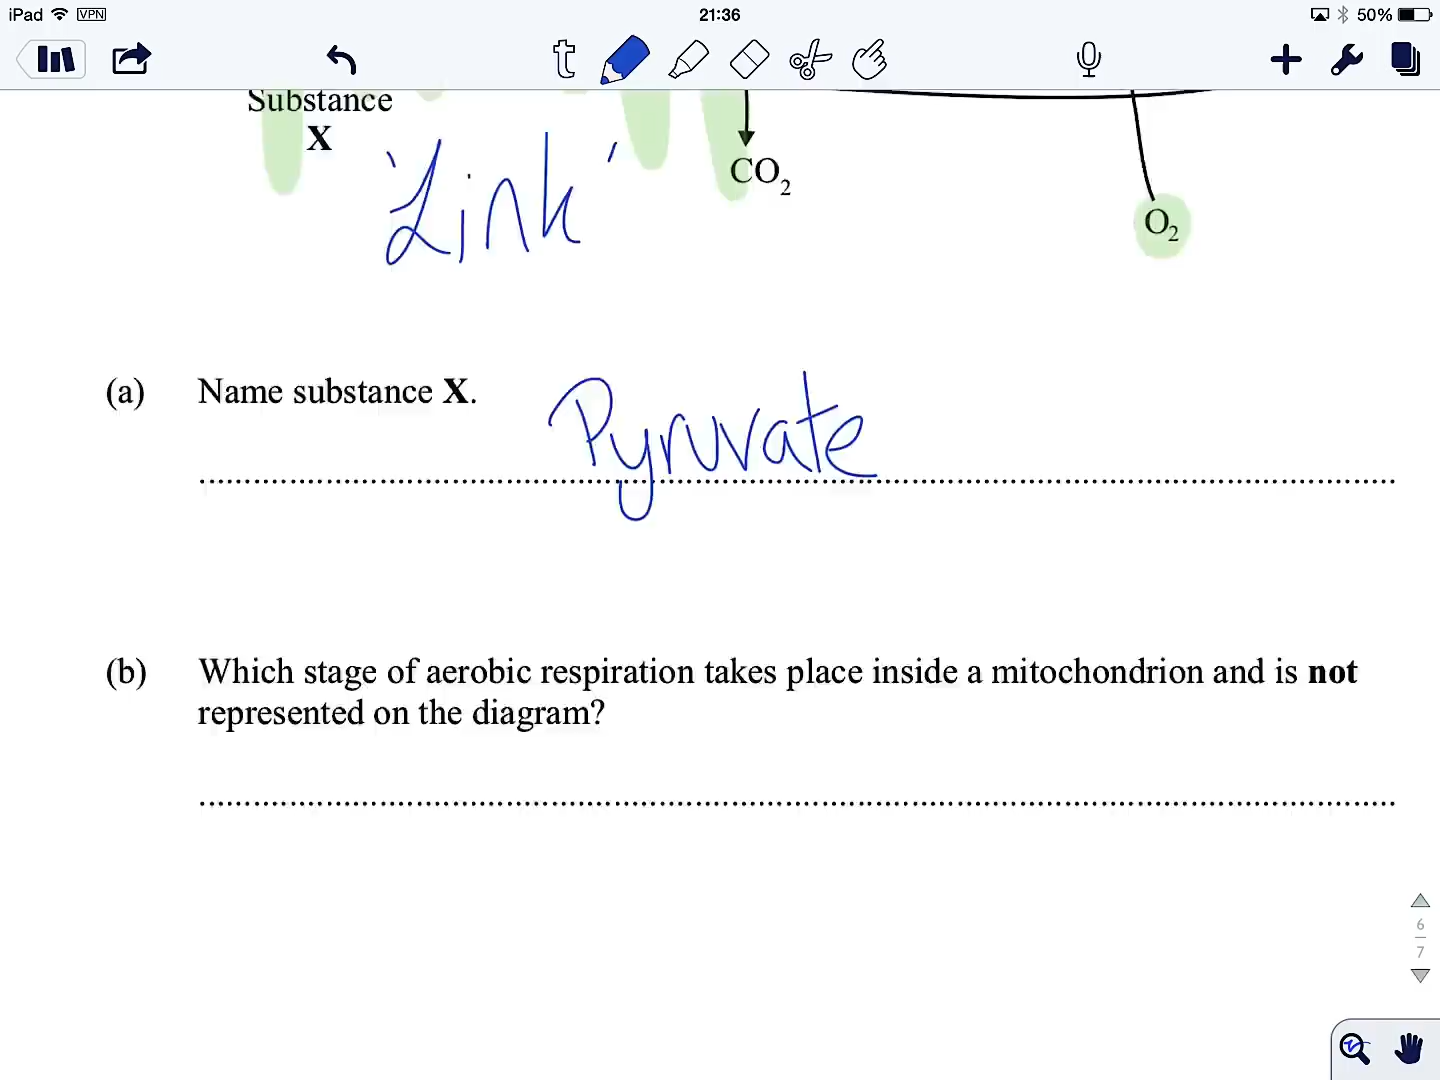 iPad VPN 21:36 50%
t
Substance
X
'Link'
CO2
O2
(a) Name substance X.
Pyruvate
(b) Which stage of aerobic respiration takes place inside a mitochondrion and is not
represented on the diagram?
6
7